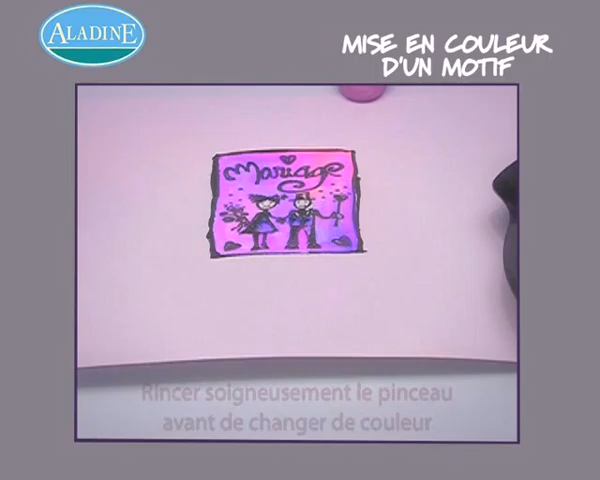 ALADINE
MISE EN COULEUR
D'UN MOTIF
Mariage
Rincer soigneusement le pinceau
avant de changer de couleur